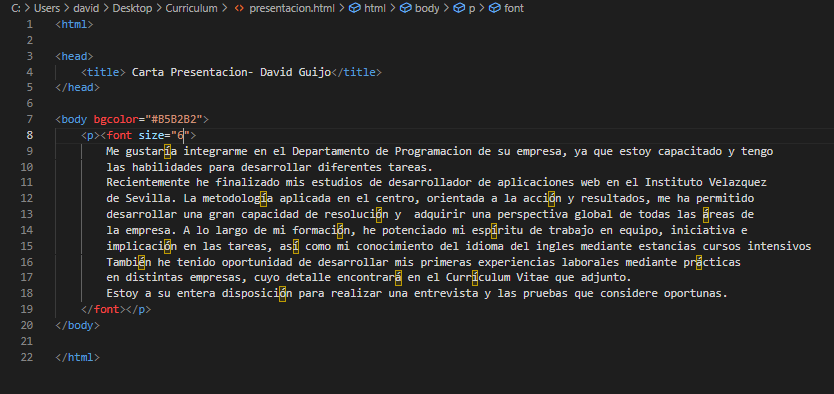 C: > Users > david > Desktop > Curriculum > <> presentacion.html > html > body > p > font
1 <html>
2
3 <head>
4 <title> Carta Presentacion- David Guijo</title>
5 </head>
6
7 <body bgcolor="#B5B2B2">
8 <p><font size="6">
9 Me gustaría integrarme en el Departamento de Programacion de su empresa, ya que estoy capacitado y tengo
10 las habilidades para desarrollar diferentes tareas.
11 Recientemente he finalizado mis estudios de desarrollador de aplicaciones web en el Instituto Velazquez
12 de Sevilla. La metodología aplicada en el centro, orientada a la acción y resultados, me ha permitido
13 desarrollar una gran capacidad de resolución y  adquirir una perspectiva global de todas las áreas de
14 la empresa. A lo largo de mi formación, he potenciado mi espíritu de trabajo en equipo, iniciativa e
15 implicación en las tareas, así como mi conocimiento del idioma del ingles mediante estancias cursos intensivos
16 También he tenido oportunidad de desarrollar mis primeras experiencias laborales mediante prácticas
17 en distintas empresas, cuyo detalle encontrará en el Currículum Vitae que adjunto.
18 Estoy a su entera disposición para realizar una entrevista y las pruebas que considere oportunas.
19 </font></p>
20 </body>
21
22 </html>